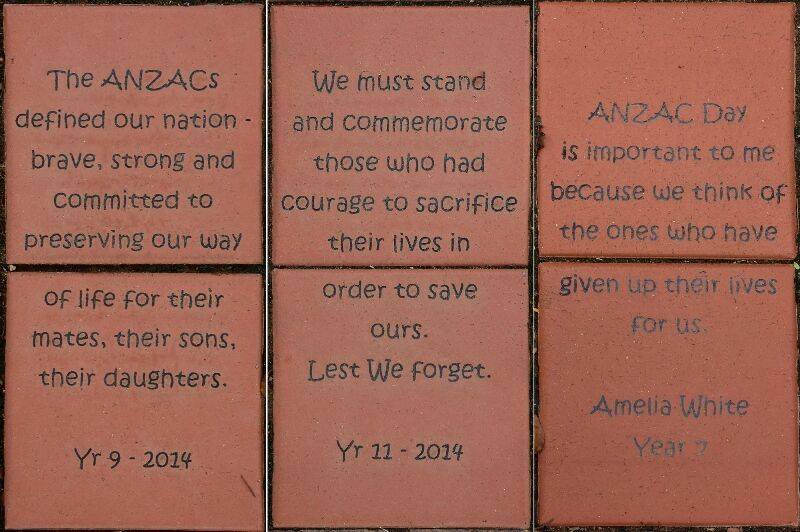 The ANZACs
defined our nation -
brave, strong and
committed to
preserving our way
of life for their
mates, their sons,
their daughters.
Yr 9 - 2014
We must stand
and commemorate
those who had
courage to sacrifice
their lives in
order to save
ours.
Lest We forget.
Yr 11 - 2014
ANZAC Day
is important to me
because we think of
the ones who have
given up their lives
for us.
Amelia White
Year